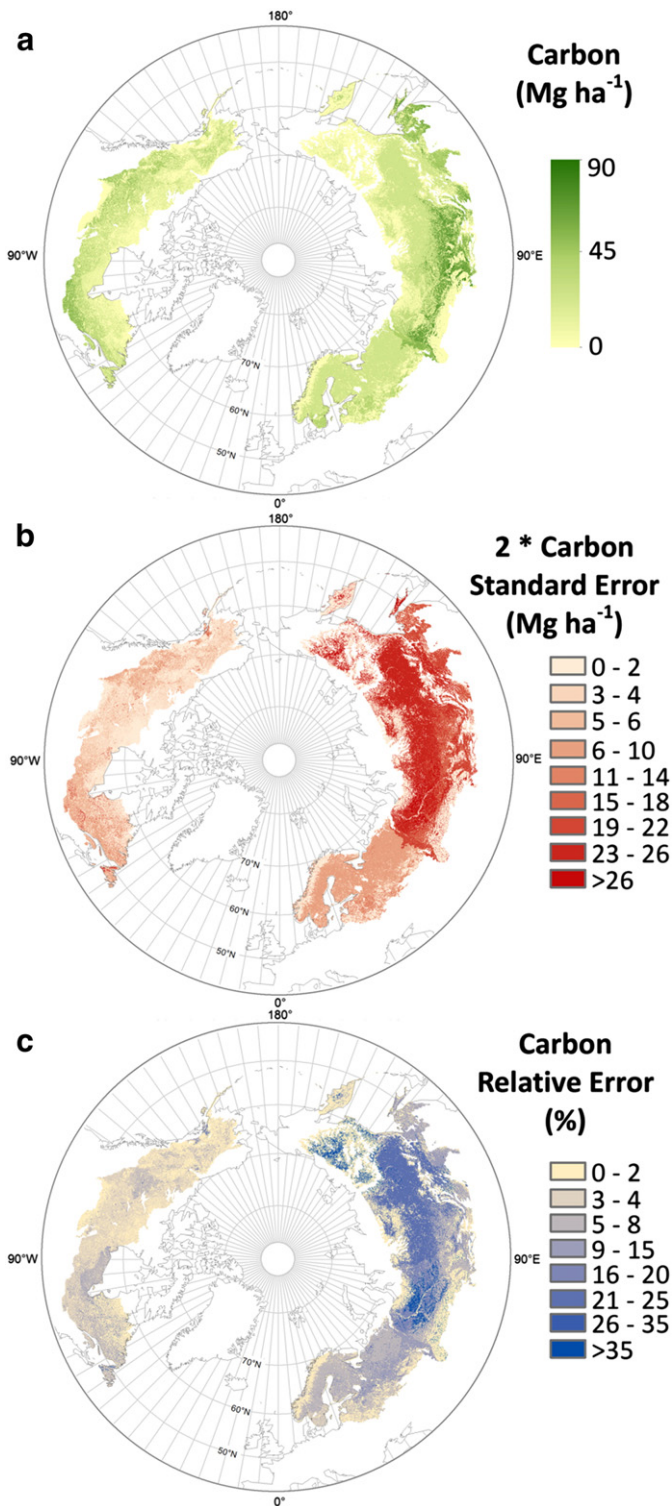 a
180°
Carbon
(Mg ha⁻¹)
90
45
0
90°W
90°E
70°N
60°N
50°N
0°
b
180°
2 * Carbon
Standard Error
(Mg ha⁻¹)
0 - 2
3 - 4
5 - 6
6 - 10
11 - 14
15 - 18
19 - 22
23 - 26
>26
90°W
90°E
70°N
60°N
50°N
0°
c
180°
Carbon
Relative Error
(%)
0 - 2
3 - 4
5 - 8
9 - 15
16 - 20
21 - 25
26 - 35
>35
90°W
90°E
70°N
60°N
50°N
0°